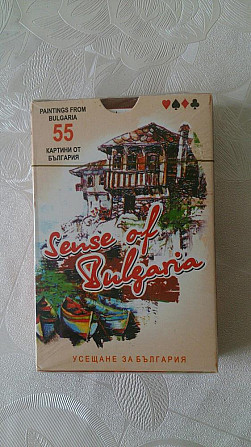 PAINTINGS FROM
BULGARIA
55
КАРТИНИ ОТ
БЪЛГАРИЯ
Sense of
Bulgaria
УСЕЩАНЕ ЗА БЪЛГАРИЯ